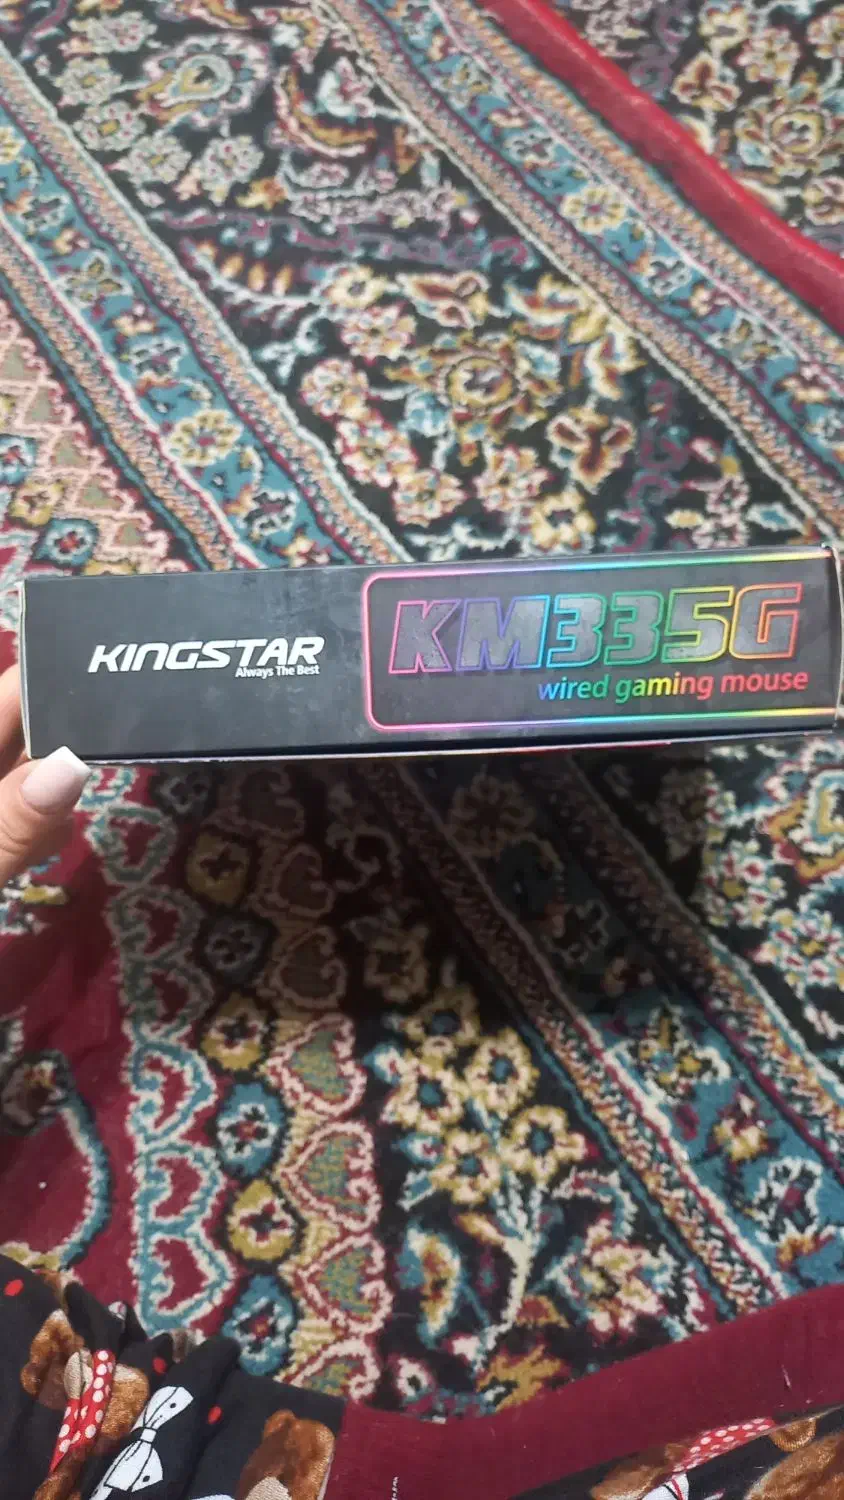 KINGSTAR
Always The Best
KM335G
wired gaming mouse